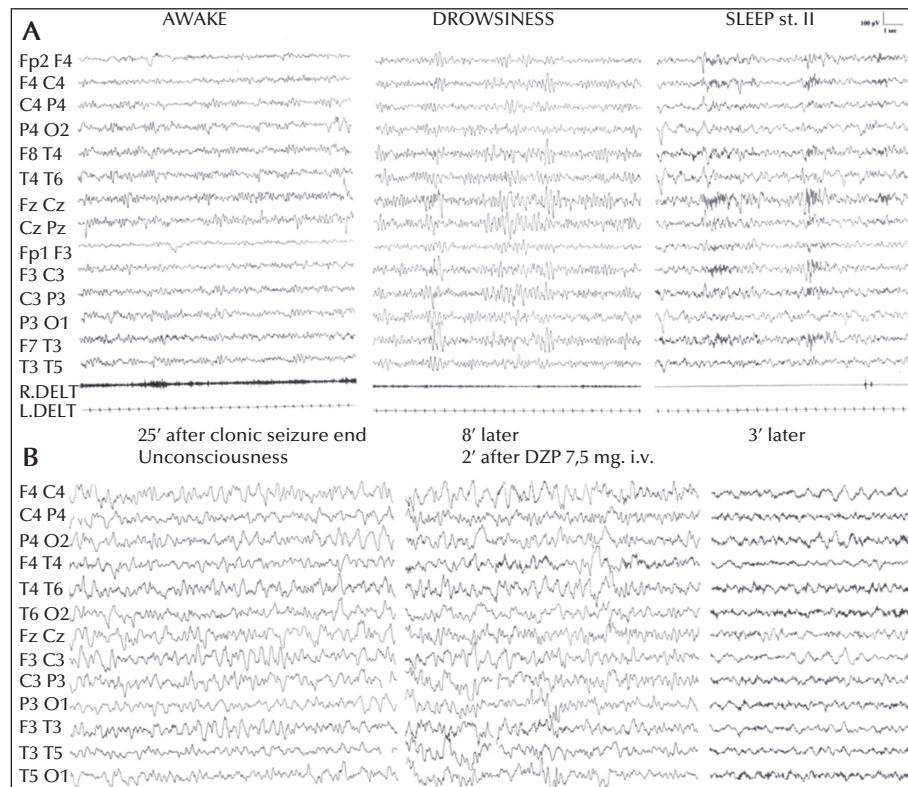 A
AWAKE
DROWSINESS
SLEEP st. II
100 µV
1 sec
Fp2 F4
F4 C4
C4 P4
P4 O2
F8 T4
T4 T6
Fz Cz
Cz Pz
Fp1 F3
F3 C3
C3 P3
P3 O1
F7 T3
T3 T5
R.DELT
L.DELT
B
25’ after clonic seizure end
Unconsciousness
8’ later
2’ after DZP 7,5 mg. i.v.
3’ later
F4 C4
C4 P4
P4 O2
F4 T4
T4 T6
T6 O2
Fz Cz
F3 C3
C3 P3
P3 O1
F3 T3
T3 T5
T5 O1